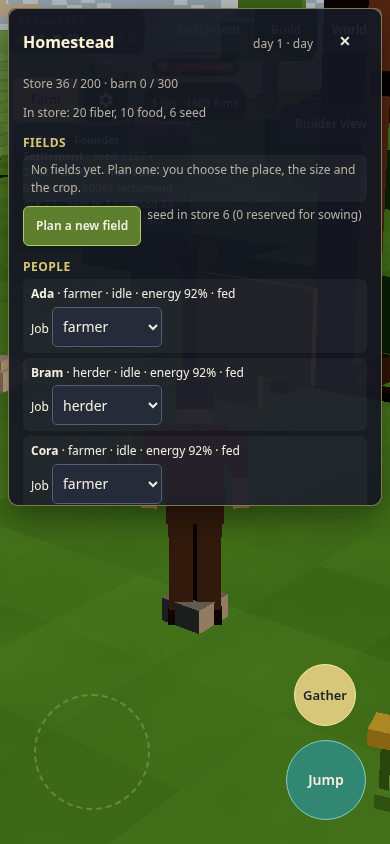 Homestead
day 1 · day
×
Store 36 / 200 · barn 0 / 300
In store: 20 fiber, 10 food, 6 seed
FIELDS
No fields yet. Plan one: you choose the place, the size and
the crop.
Plan a new field
seed in store 6 (0 reserved for sowing)
PEOPLE
Ada · farmer · idle · energy 92% · fed
Job farmer
Bram · herder · idle · energy 92% · fed
Job herder
Cora · farmer · idle · energy 92% · fed
Job farmer
Gather
Jump
Build
World
Builder view